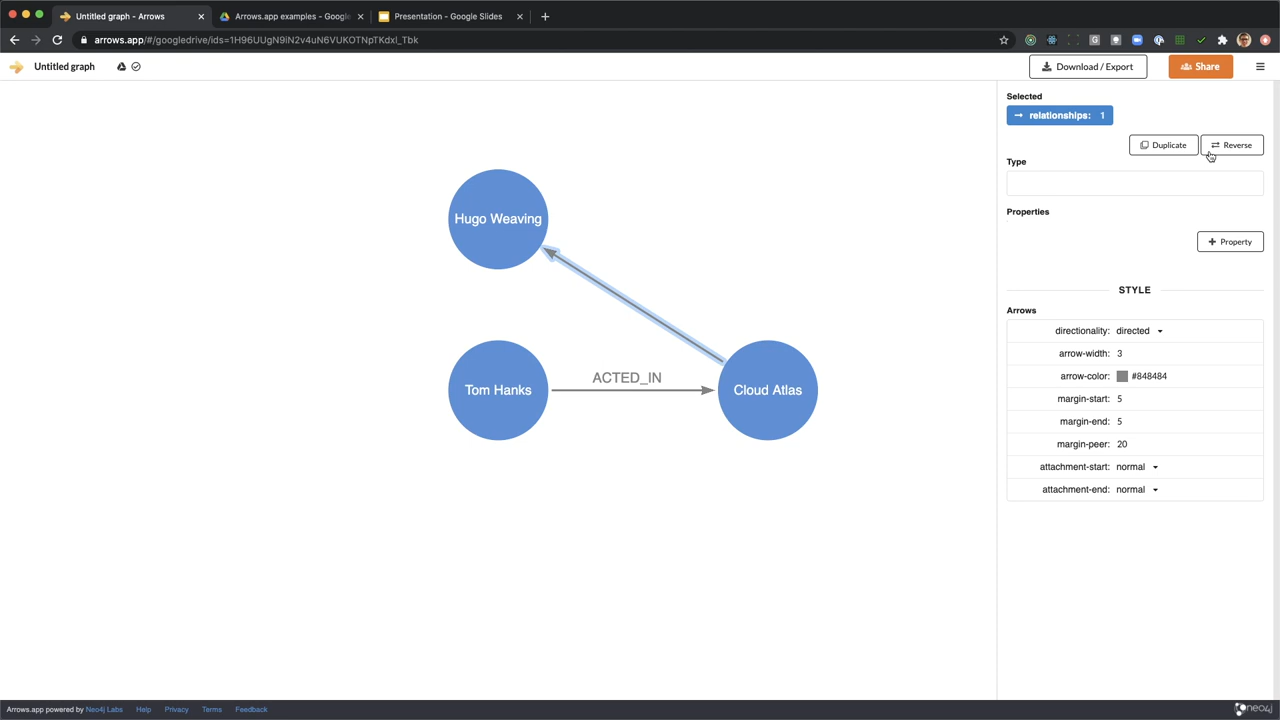 Untitled graph - Arrows
Arrows.app examples - Google
Presentation - Google Slides
arrows.app/#/googledrive/ids=1H96UUgN9iN2v4uN6VUKOTNpTKdxl_Tbk
Untitled graph
Download / Export
Share
Selected
relationships: 1
Duplicate
Reverse
Type
Properties
Property
STYLE
Arrows
directionality: directed
arrow-width: 3
arrow-color: #848484
margin-start: 5
margin-end: 5
margin-peer: 20
attachment-start: normal
attachment-end: normal
Hugo Weaving
Tom Hanks
ACTED_IN
Cloud Atlas
Arrows.app powered by Neo4j Labs
Help
Privacy
Terms
Feedback
neo4j